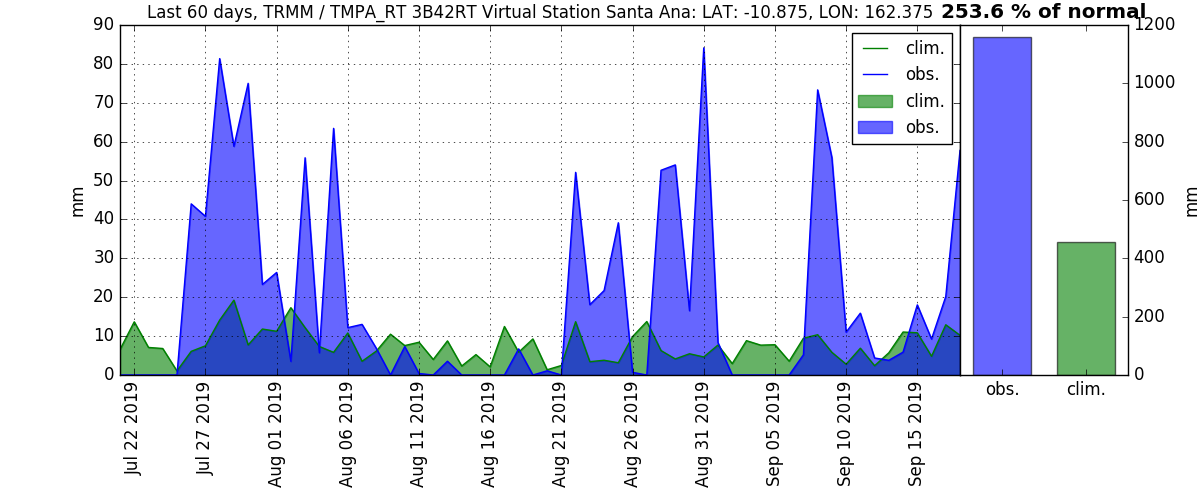 Last 60 days, TRMM / TMPA_RT 3B42RT Virtual Station Santa Ana: LAT: -10.875, LON: 162.375 253.6 % of normal
90
80
70
60
50
40
30
20
10
0
mm
clim.
obs.
clim.
obs.
Jul 22 2019
Jul 27 2019
Aug 01 2019
Aug 06 2019
Aug 11 2019
Aug 16 2019
Aug 21 2019
Aug 26 2019
Aug 31 2019
Sep 05 2019
Sep 10 2019
Sep 15 2019
1200
1000
800
600
400
200
0
mm
obs. clim.